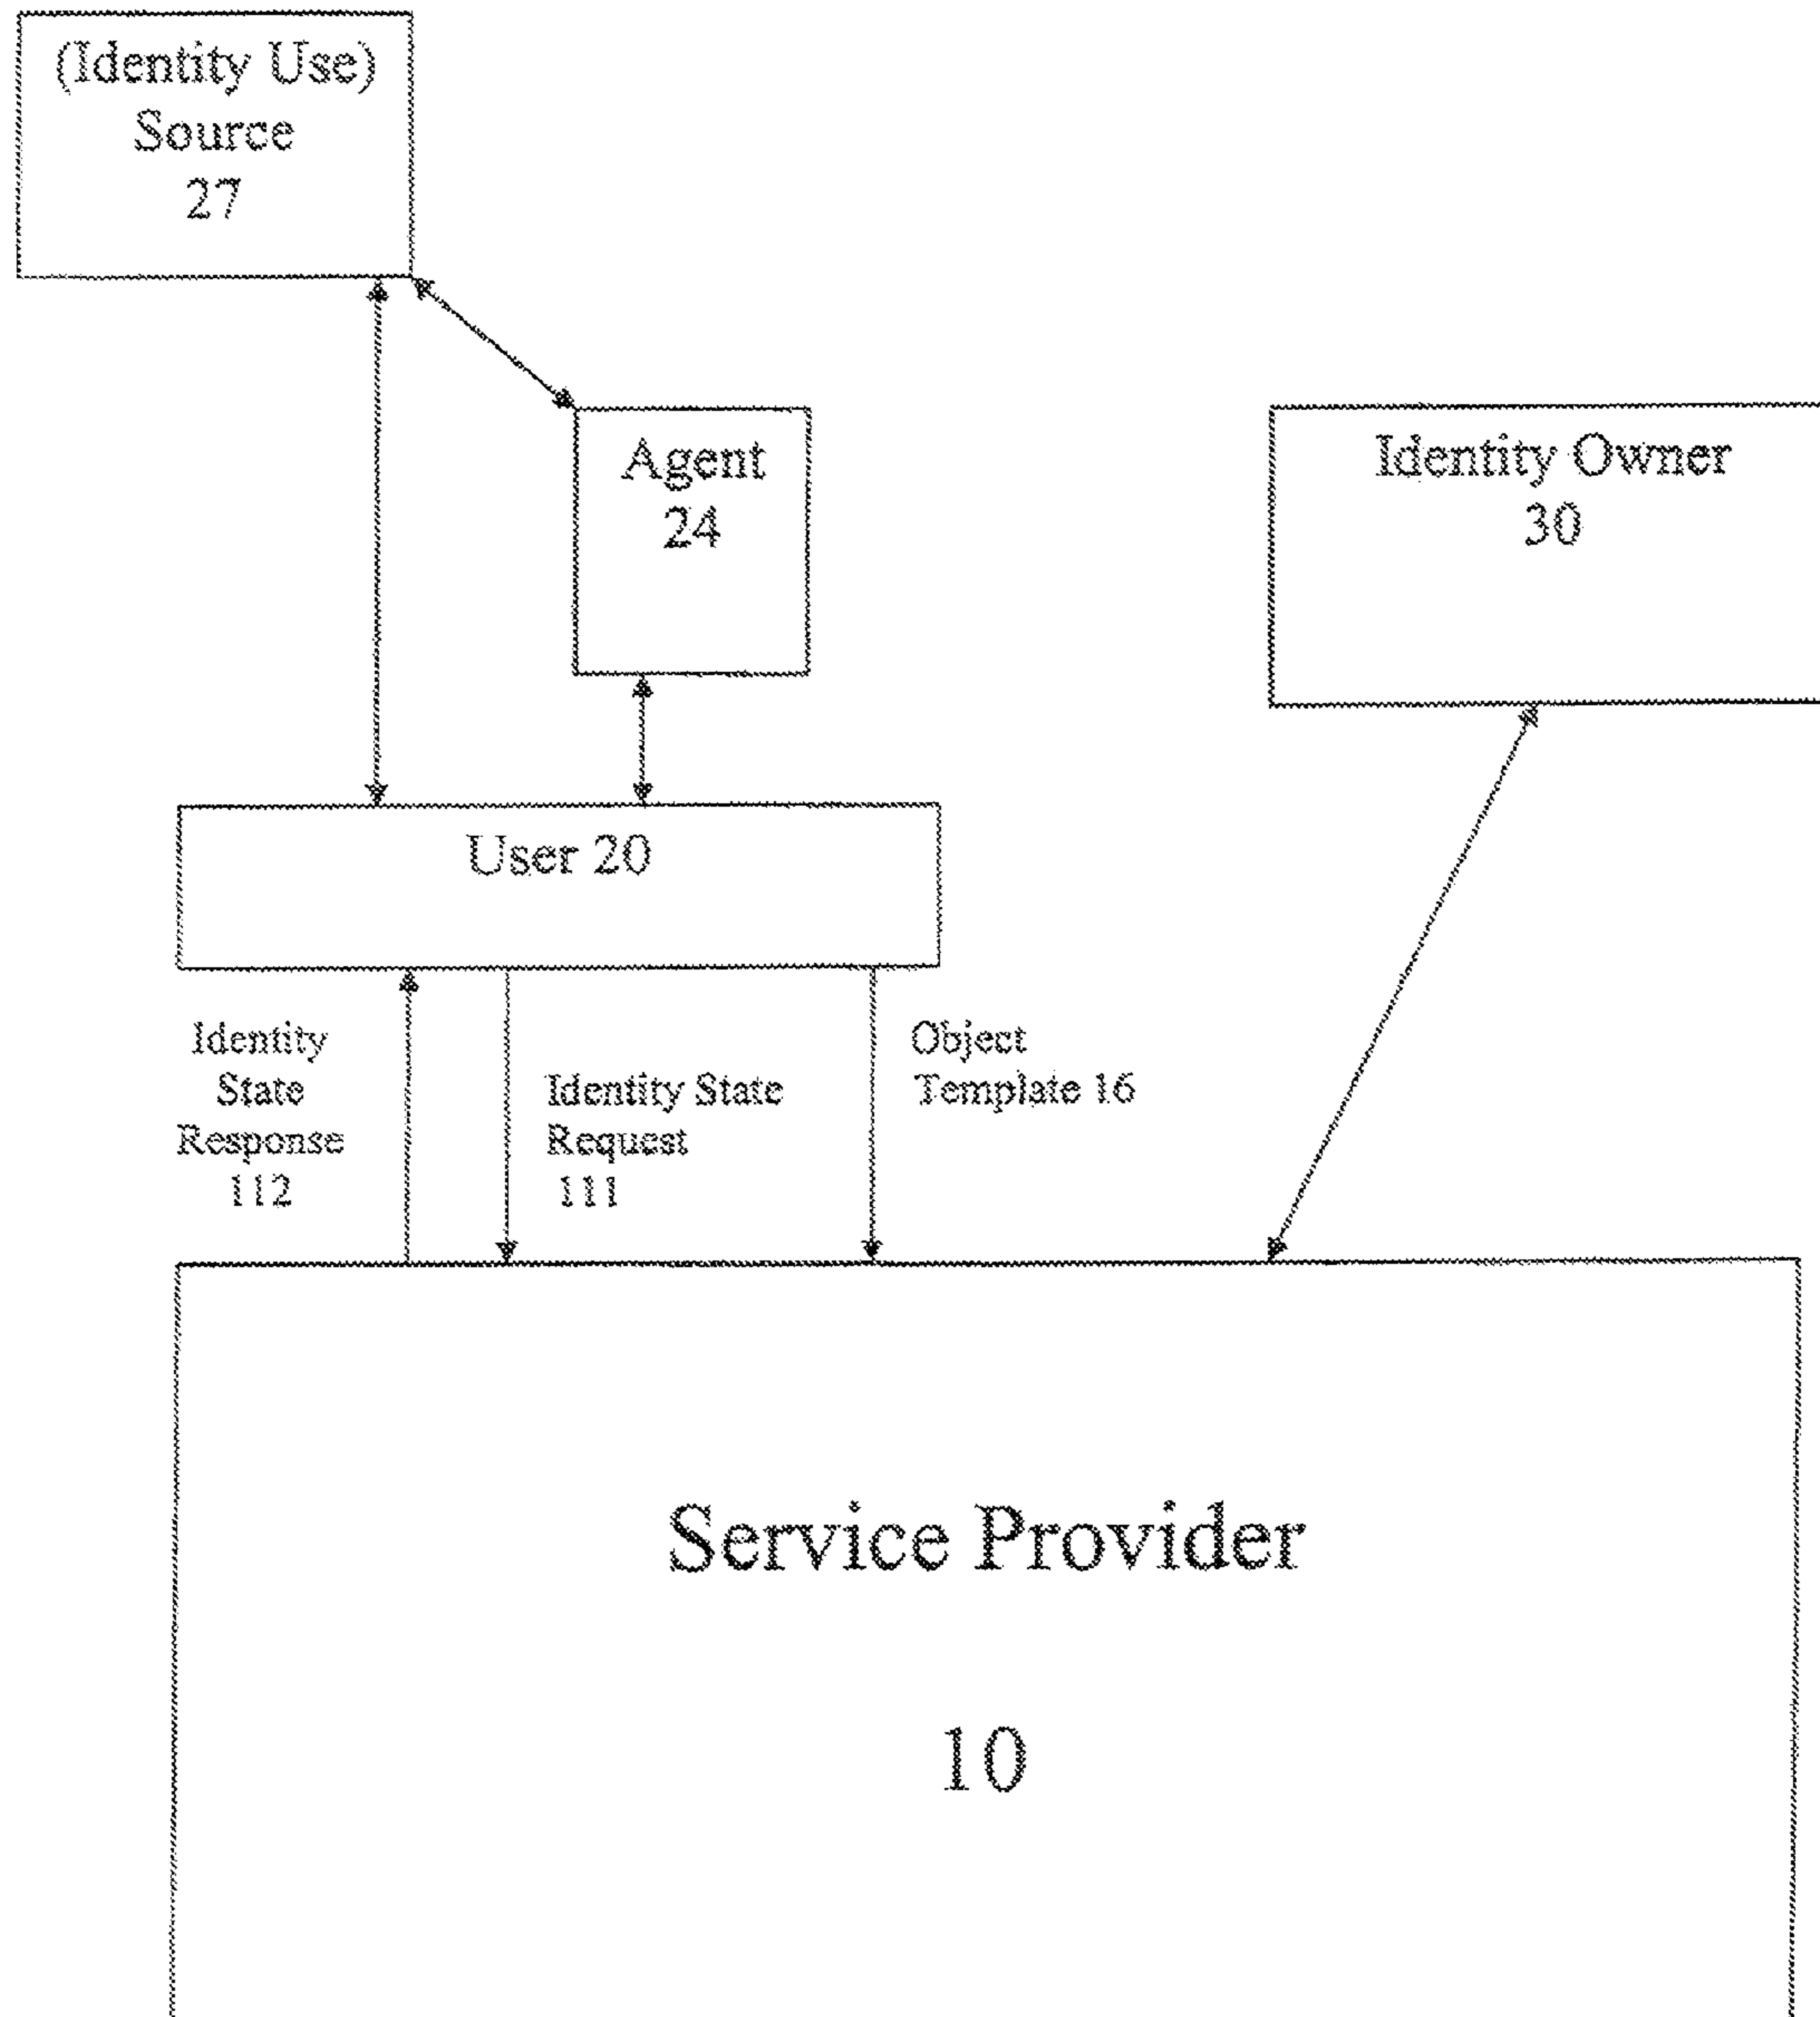 (Identity Use)
Source
27
Agent
24
Identity Owner
30
User 20
Identity
State
Response
112
Identity State
Request
111
Object
Template 16
Service Provider
10